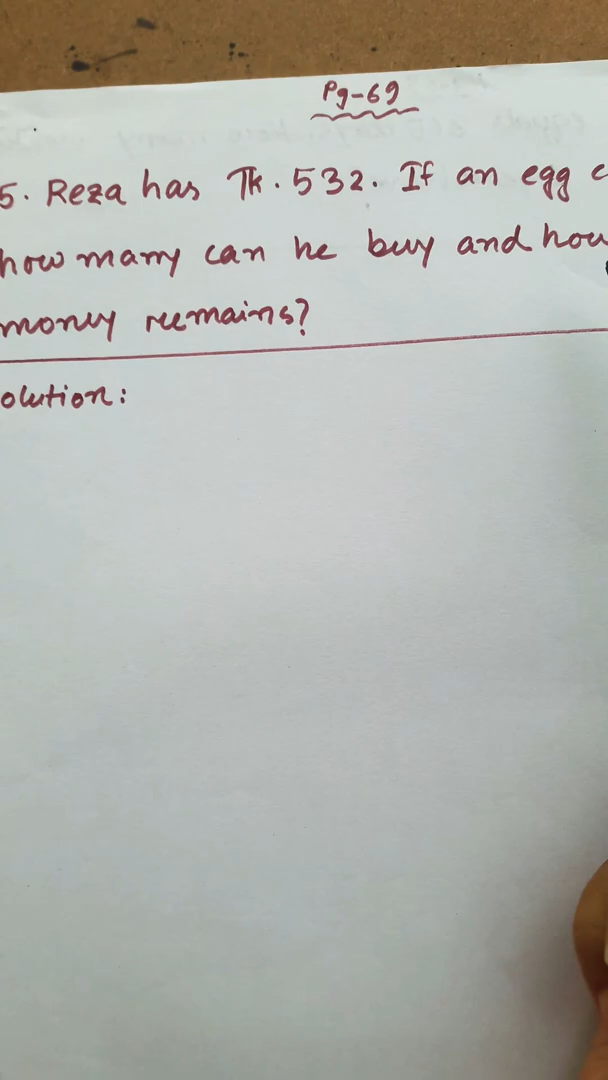 Pg-69
5. Reza has Tk. 532. If an egg c
how many can he buy and how
money remains?
olution: